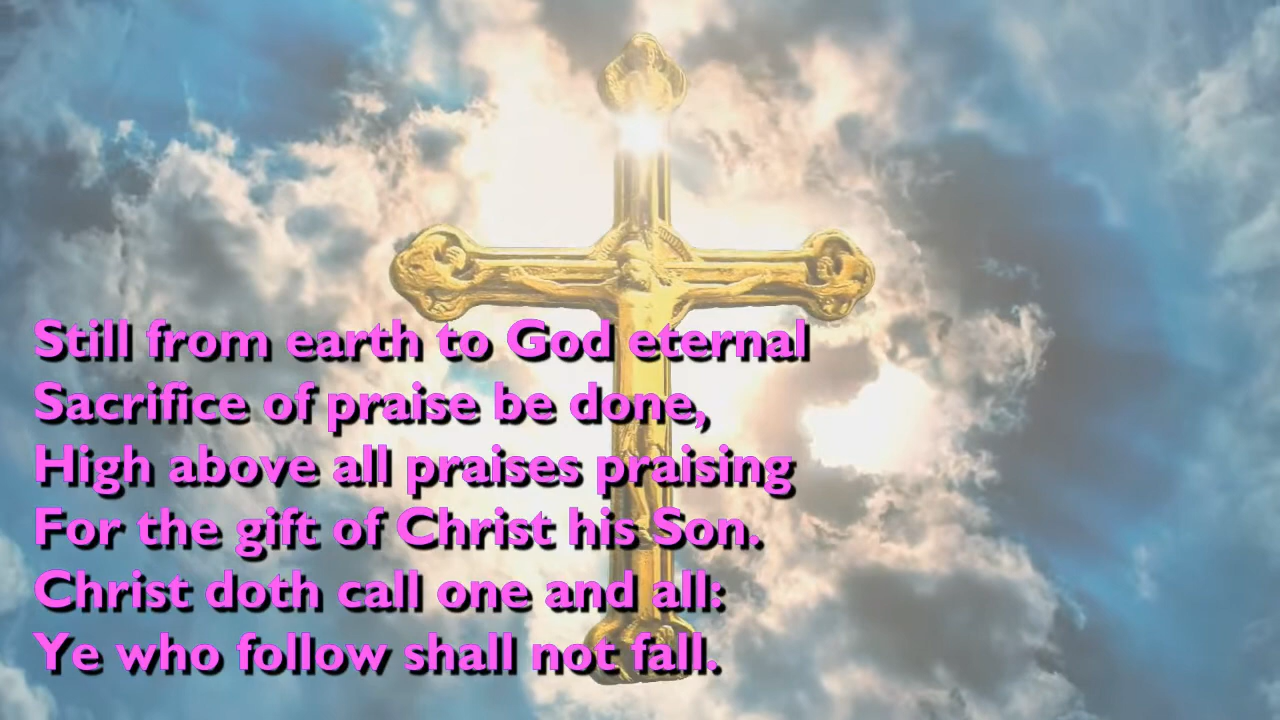 Still from earth to God eternal
Sacrifice of praise be done,
High above all praises praising
For the gift of Christ his Son.
Christ doth call one and all:
Ye who follow shall not fall.